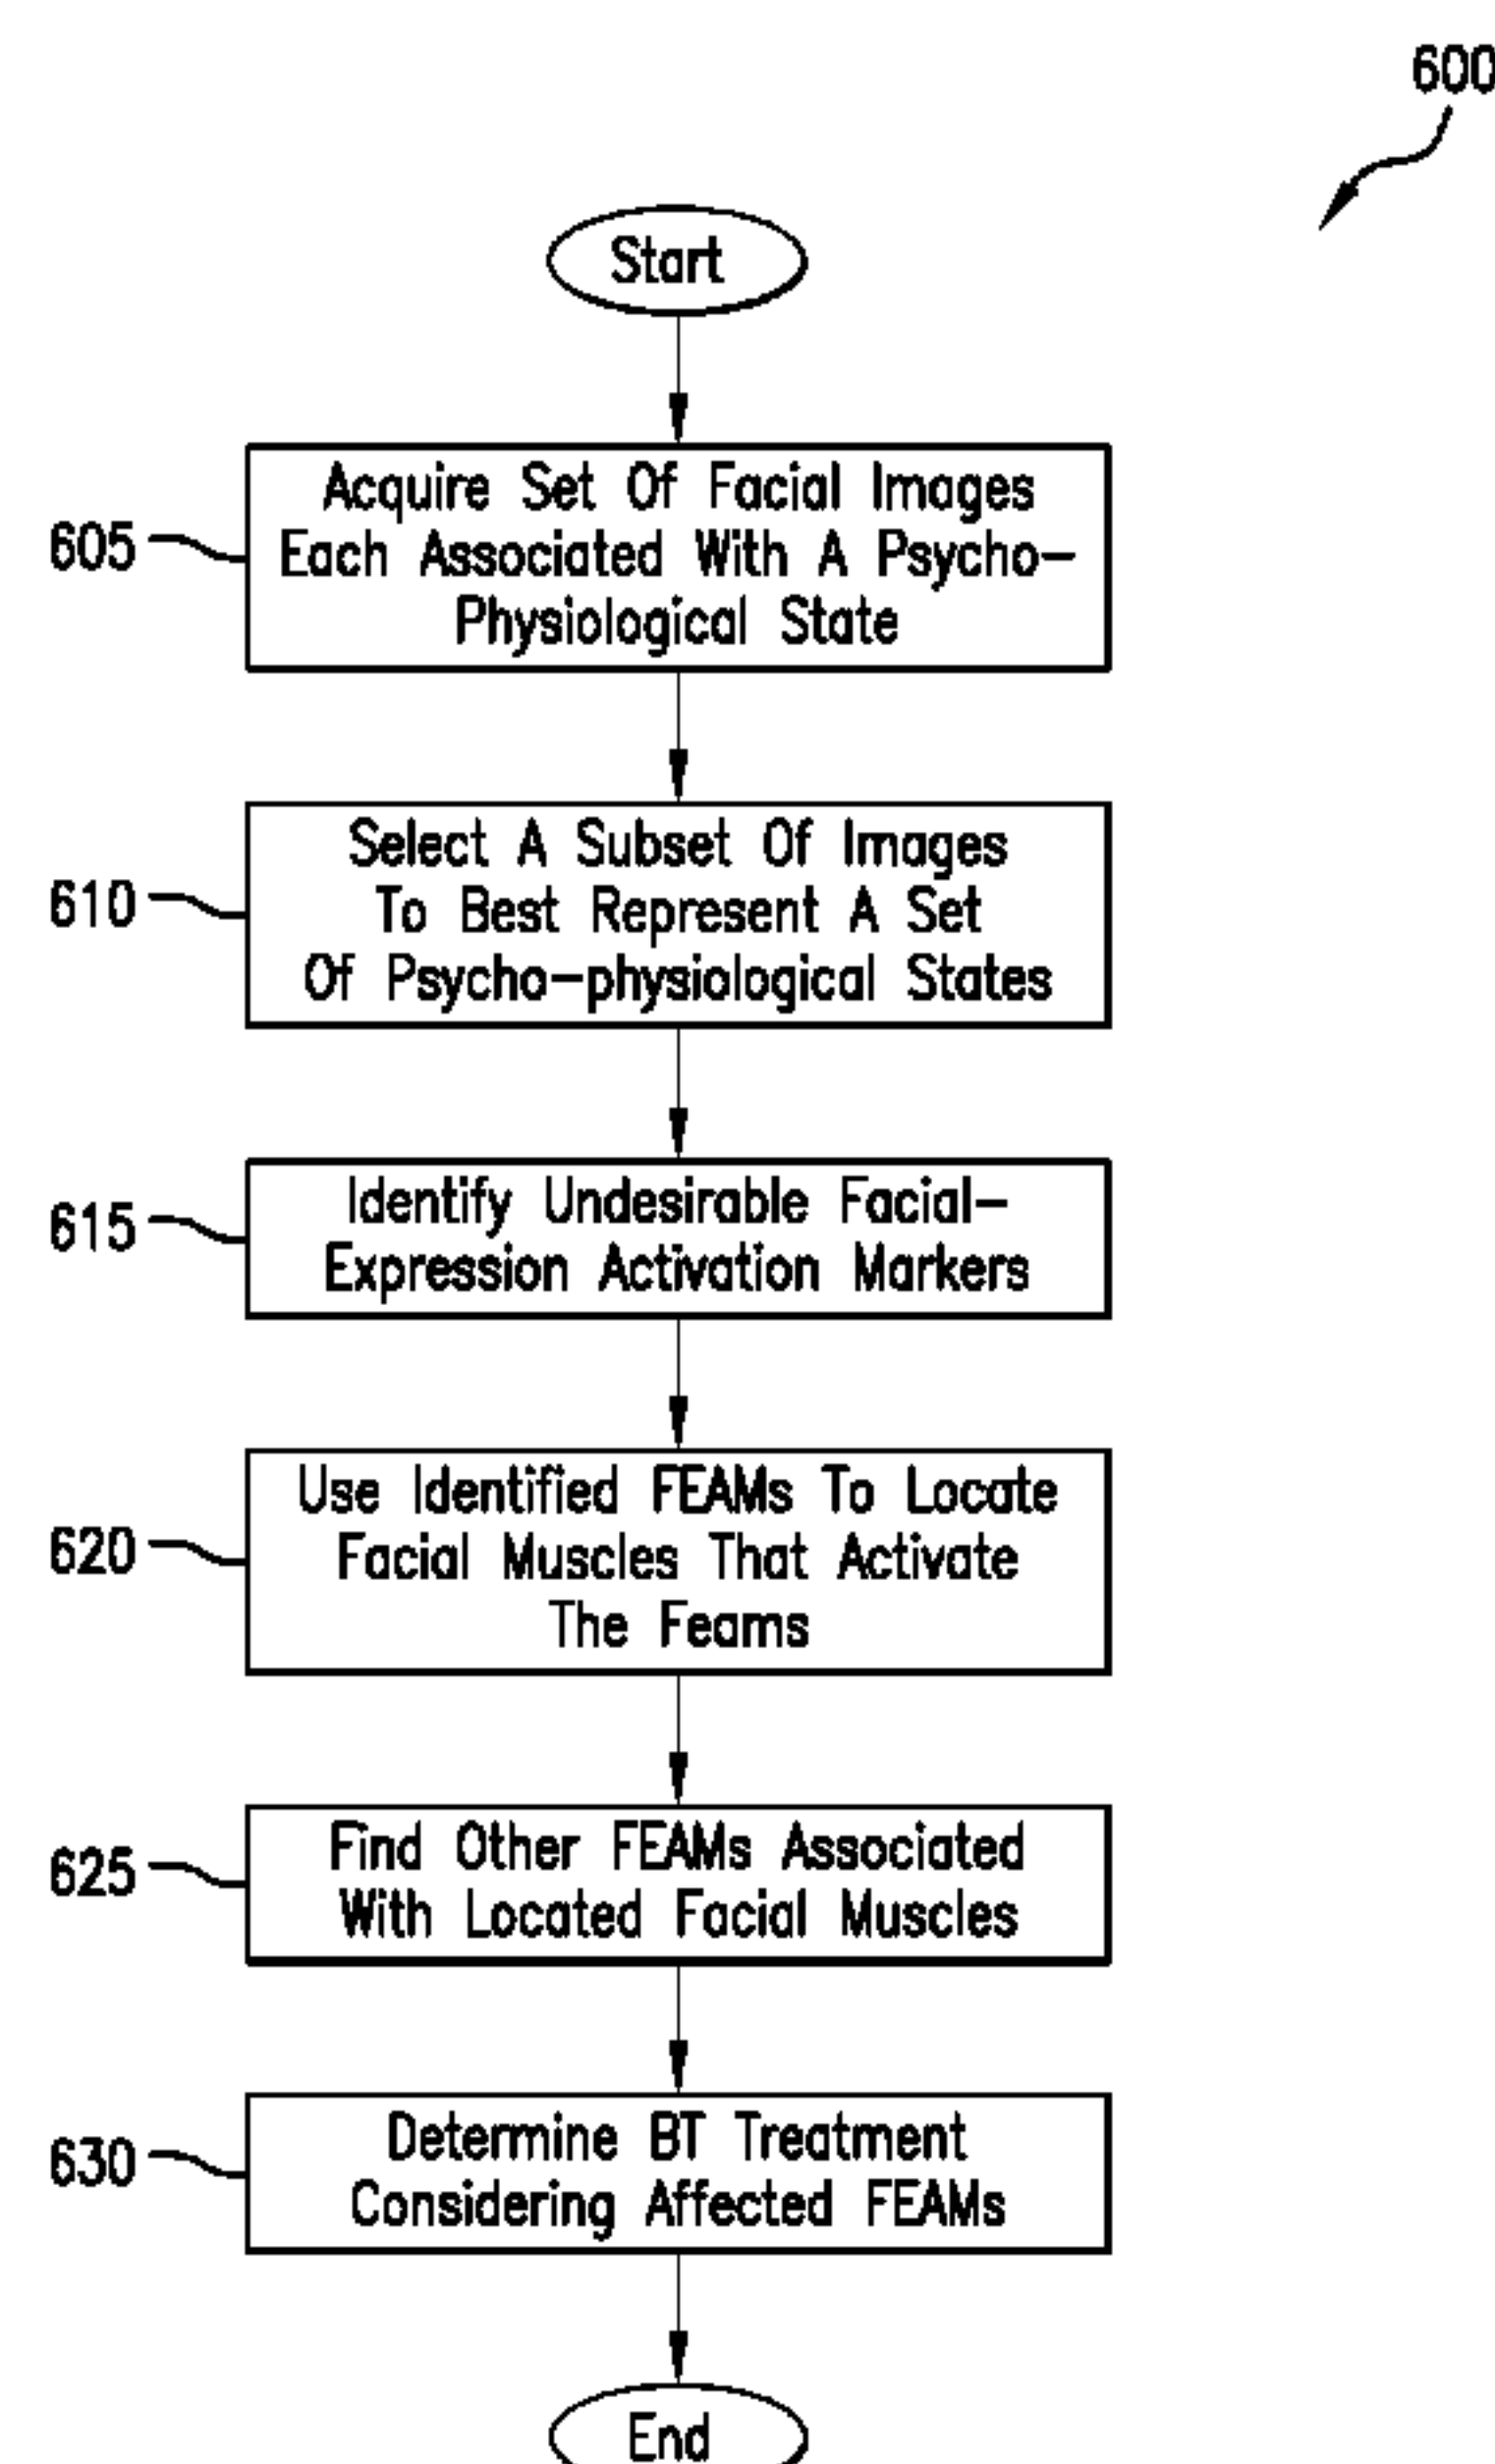 600
Start
605
Acquire Set Of Facial Images
Each Associated With A Psycho-
Physiological State
610
Select A Subset Of Images
To Best Represent A Set
Of Psycho-physiological States
615
Identify Undesirable Facial-
Expression Activation Markers
620
Use Identified FEAMs To Locate
Facial Muscles That Activate
The Feams
625
Find Other FEAMs Associated
With Located Facial Muscles
630
Determine BT Treatment
Considering Affected FEAMs
End